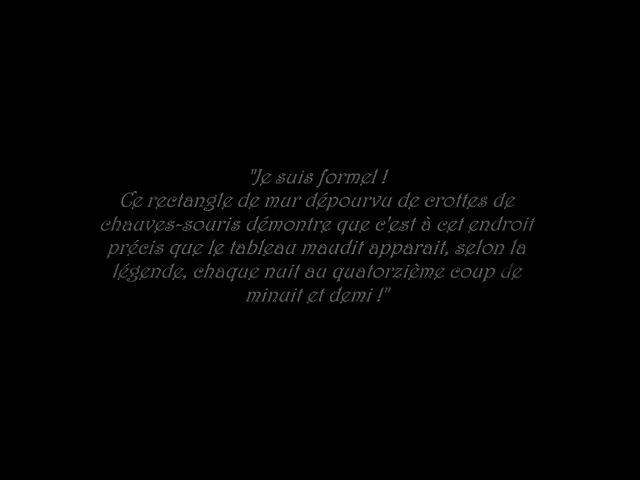 "Je suis formel !
Ce rectangle de mur dépourvu de crottes de
chauves-souris démontre que c'est à cet endroit
précis que le tableau maudit apparait, selon la
légende, chaque nuit au quatorzième coup de
minuit et demi !"